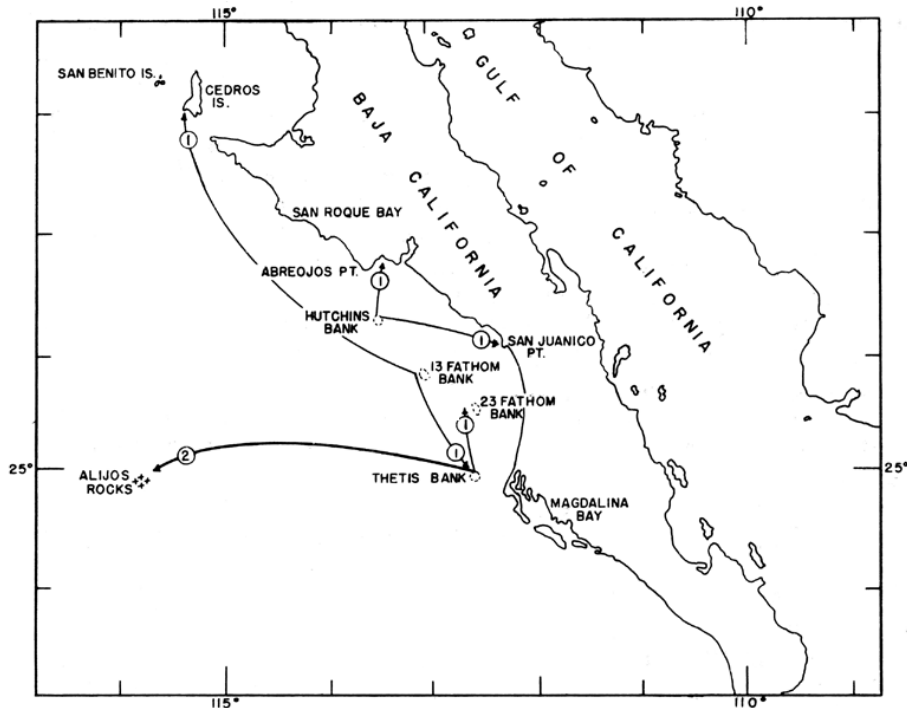 115°
110°
SAN BENITO IS.
CEDROS
IS.
GULF
OF
CALIFORNIA
BAJA
CALIFORNIA
1
SAN ROQUE BAY
ABREOJOS PT.
1
HUTCHINS
BANK
1
SAN JUANICO
PT.
13 FATHOM
BANK
23 FATHOM
BANK
1
1
2
25°
25°
ALIJOS
ROCKS
THETIS BANK
MAGDALINA
BAY
115°
110°